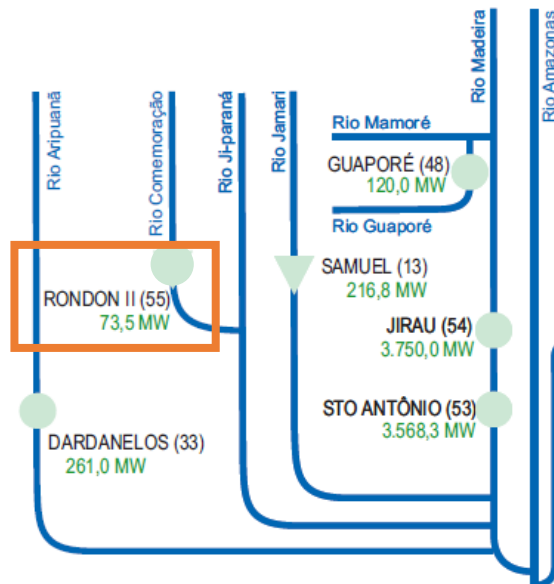 Rio Aripuanã
Rio Comemoração
Rio Ji-paraná
Rio Jamari
Rio Madeira
Rio Amazonas
Rio Mamoré
GUAPORÉ (48)
120,0 MW
Rio Guaporé
RONDON II (55)
73,5 MW
SAMUEL (13)
216,8 MW
JIRAU (54)
3.750,0 MW
STO ANTÔNIO (53)
3.568,3 MW
DARDANELOS (33)
261,0 MW